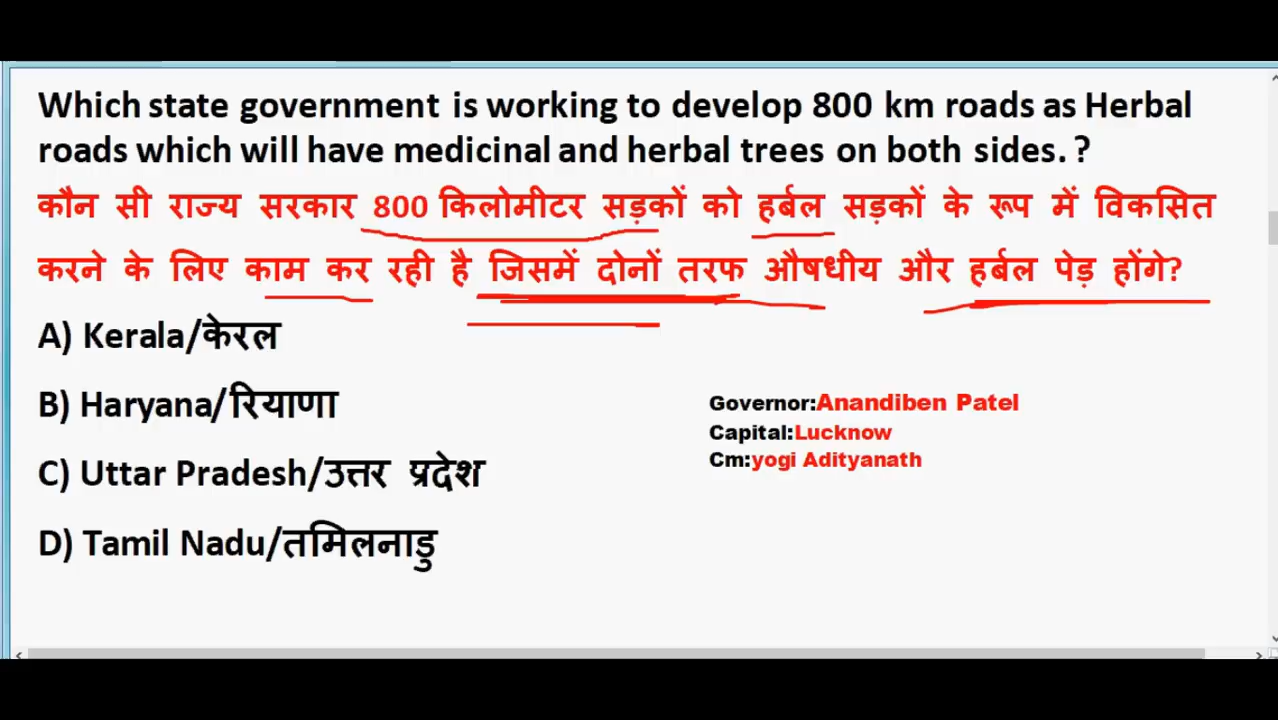 Which state government is working to develop 800 km roads as Herbal
roads which will have medicinal and herbal trees on both sides. ?
कौन सी राज्य सरकार 800 किलोमीटर सड़कों को हर्बल सड़कों के रूप में विकसित
करने के लिए काम कर रही है जिसमें दोनों तरफ औषधीय और हर्बल पेड़ होंगे?
A) Kerala/केरल
B) Haryana/रियाणा
C) Uttar Pradesh/उत्तर प्रदेश
D) Tamil Nadu/तमिलनाडु
Governor:Anandiben Patel
Capital:Lucknow
Cm:yogi Adityanath